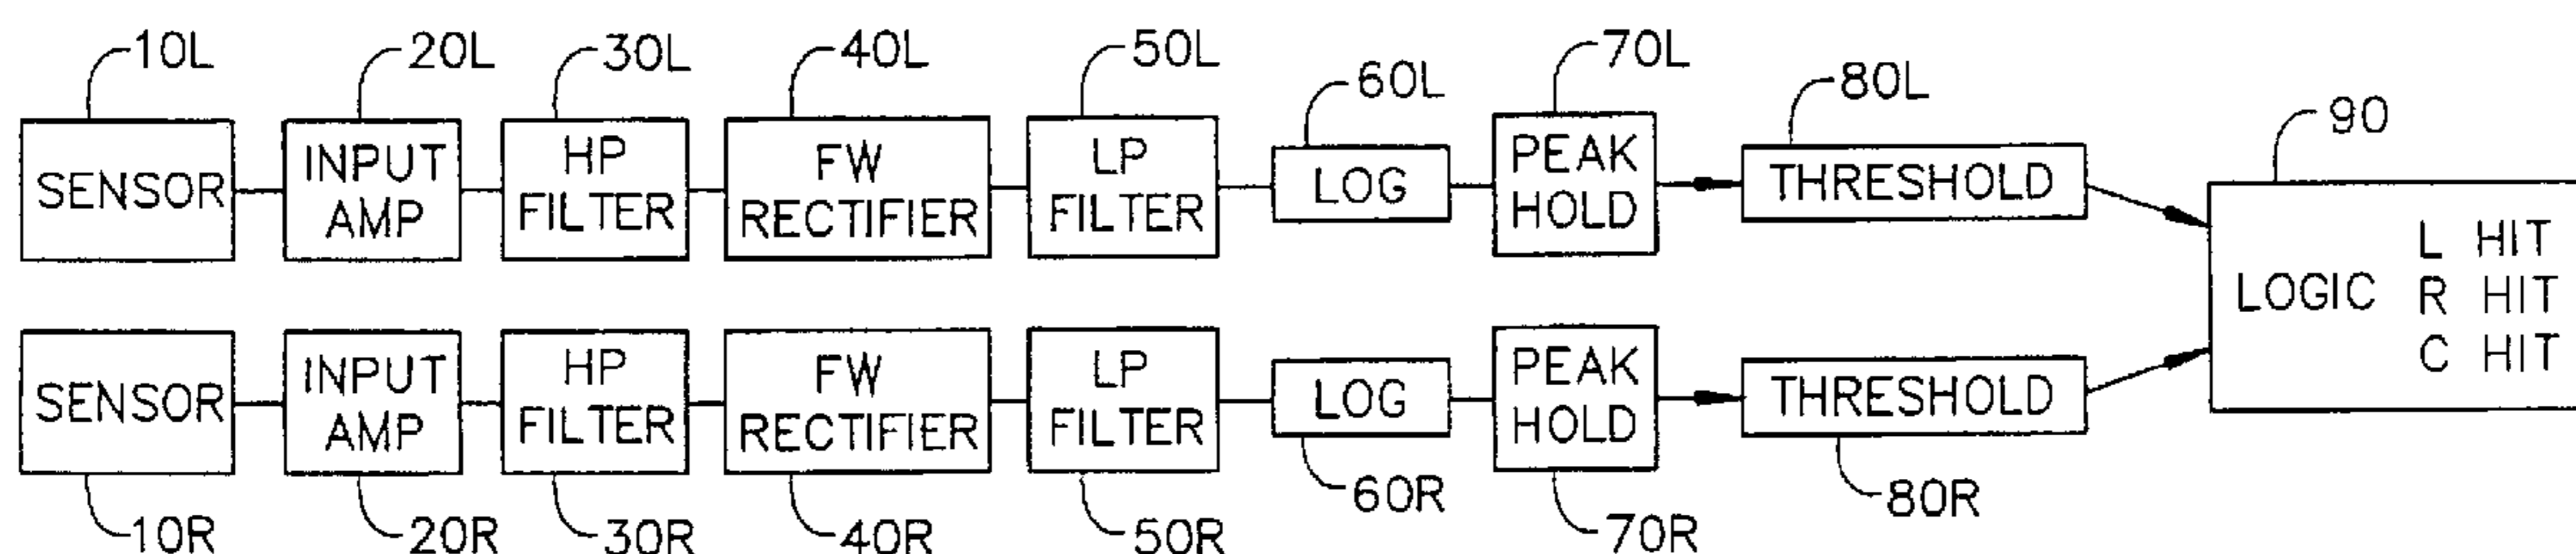 10L 20L 30L 40L 50L 60L 70L 80L 90
SENSOR
INPUT
AMP
HP
FILTER
FW
RECTIFIER
LP
FILTER
LOG
PEAK
HOLD
THRESHOLD
LOGIC
L HIT
R HIT
C HIT
SENSOR
INPUT
AMP
HP
FILTER
FW
RECTIFIER
LP
FILTER
LOG
PEAK
HOLD
THRESHOLD
10R 20R 30R 40R 50R 60R 70R 80R